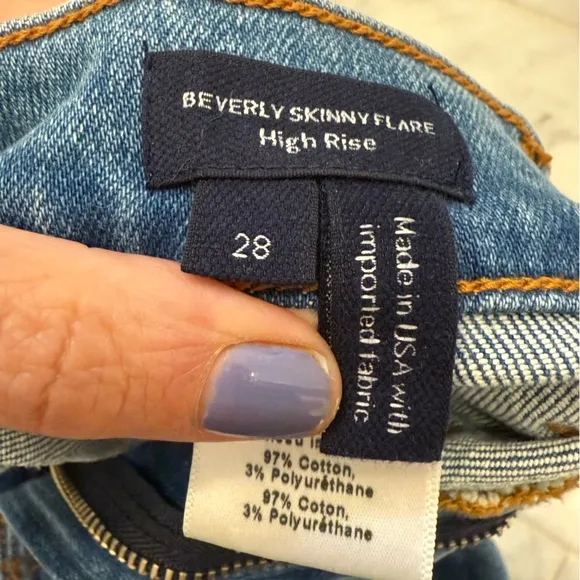 BEVERLY SKINNY FLARE
High Rise
28
Made in USA with
imported fabric
97% Cotton,
3% Polyuréthane
97% Coton,
3% Polyuréthane